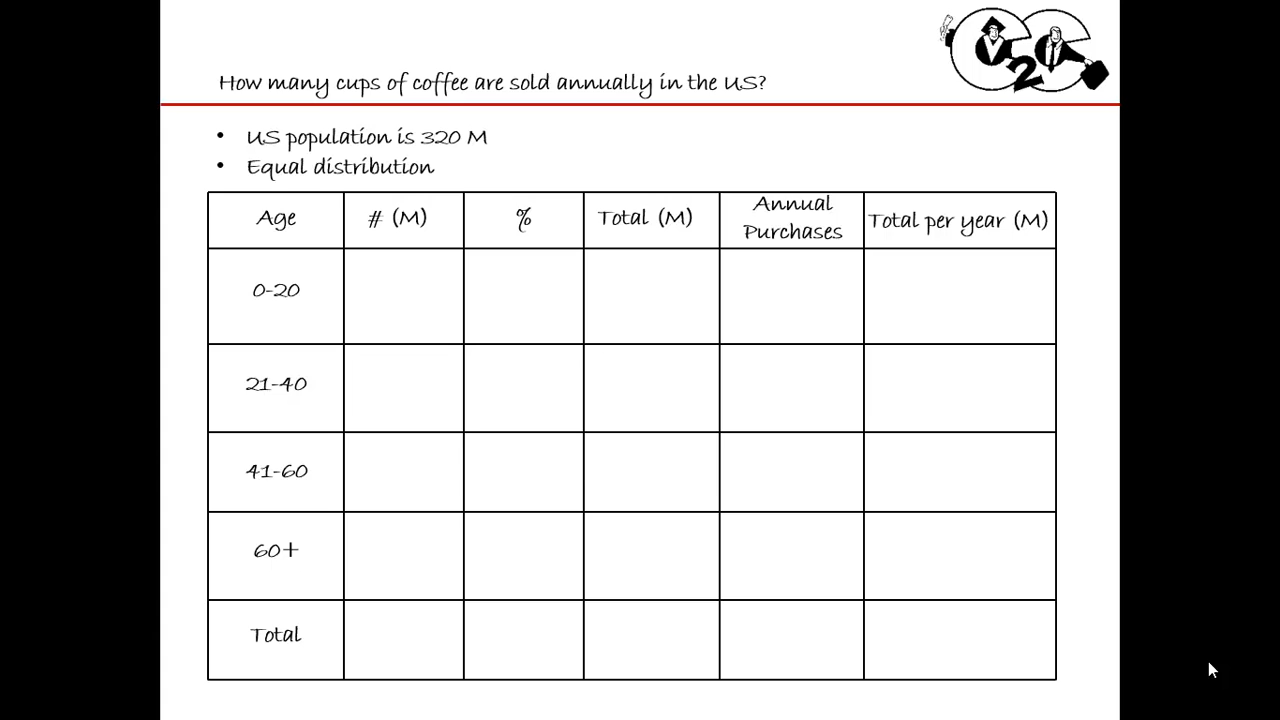 How many cups of coffee are sold annually in the US?
C2C
• US population is 320 M
• Equal distribution
Age # (M) % Total (M) Annual Purchases Total per year (M)
0-20
21-40
41-60
60+
Total